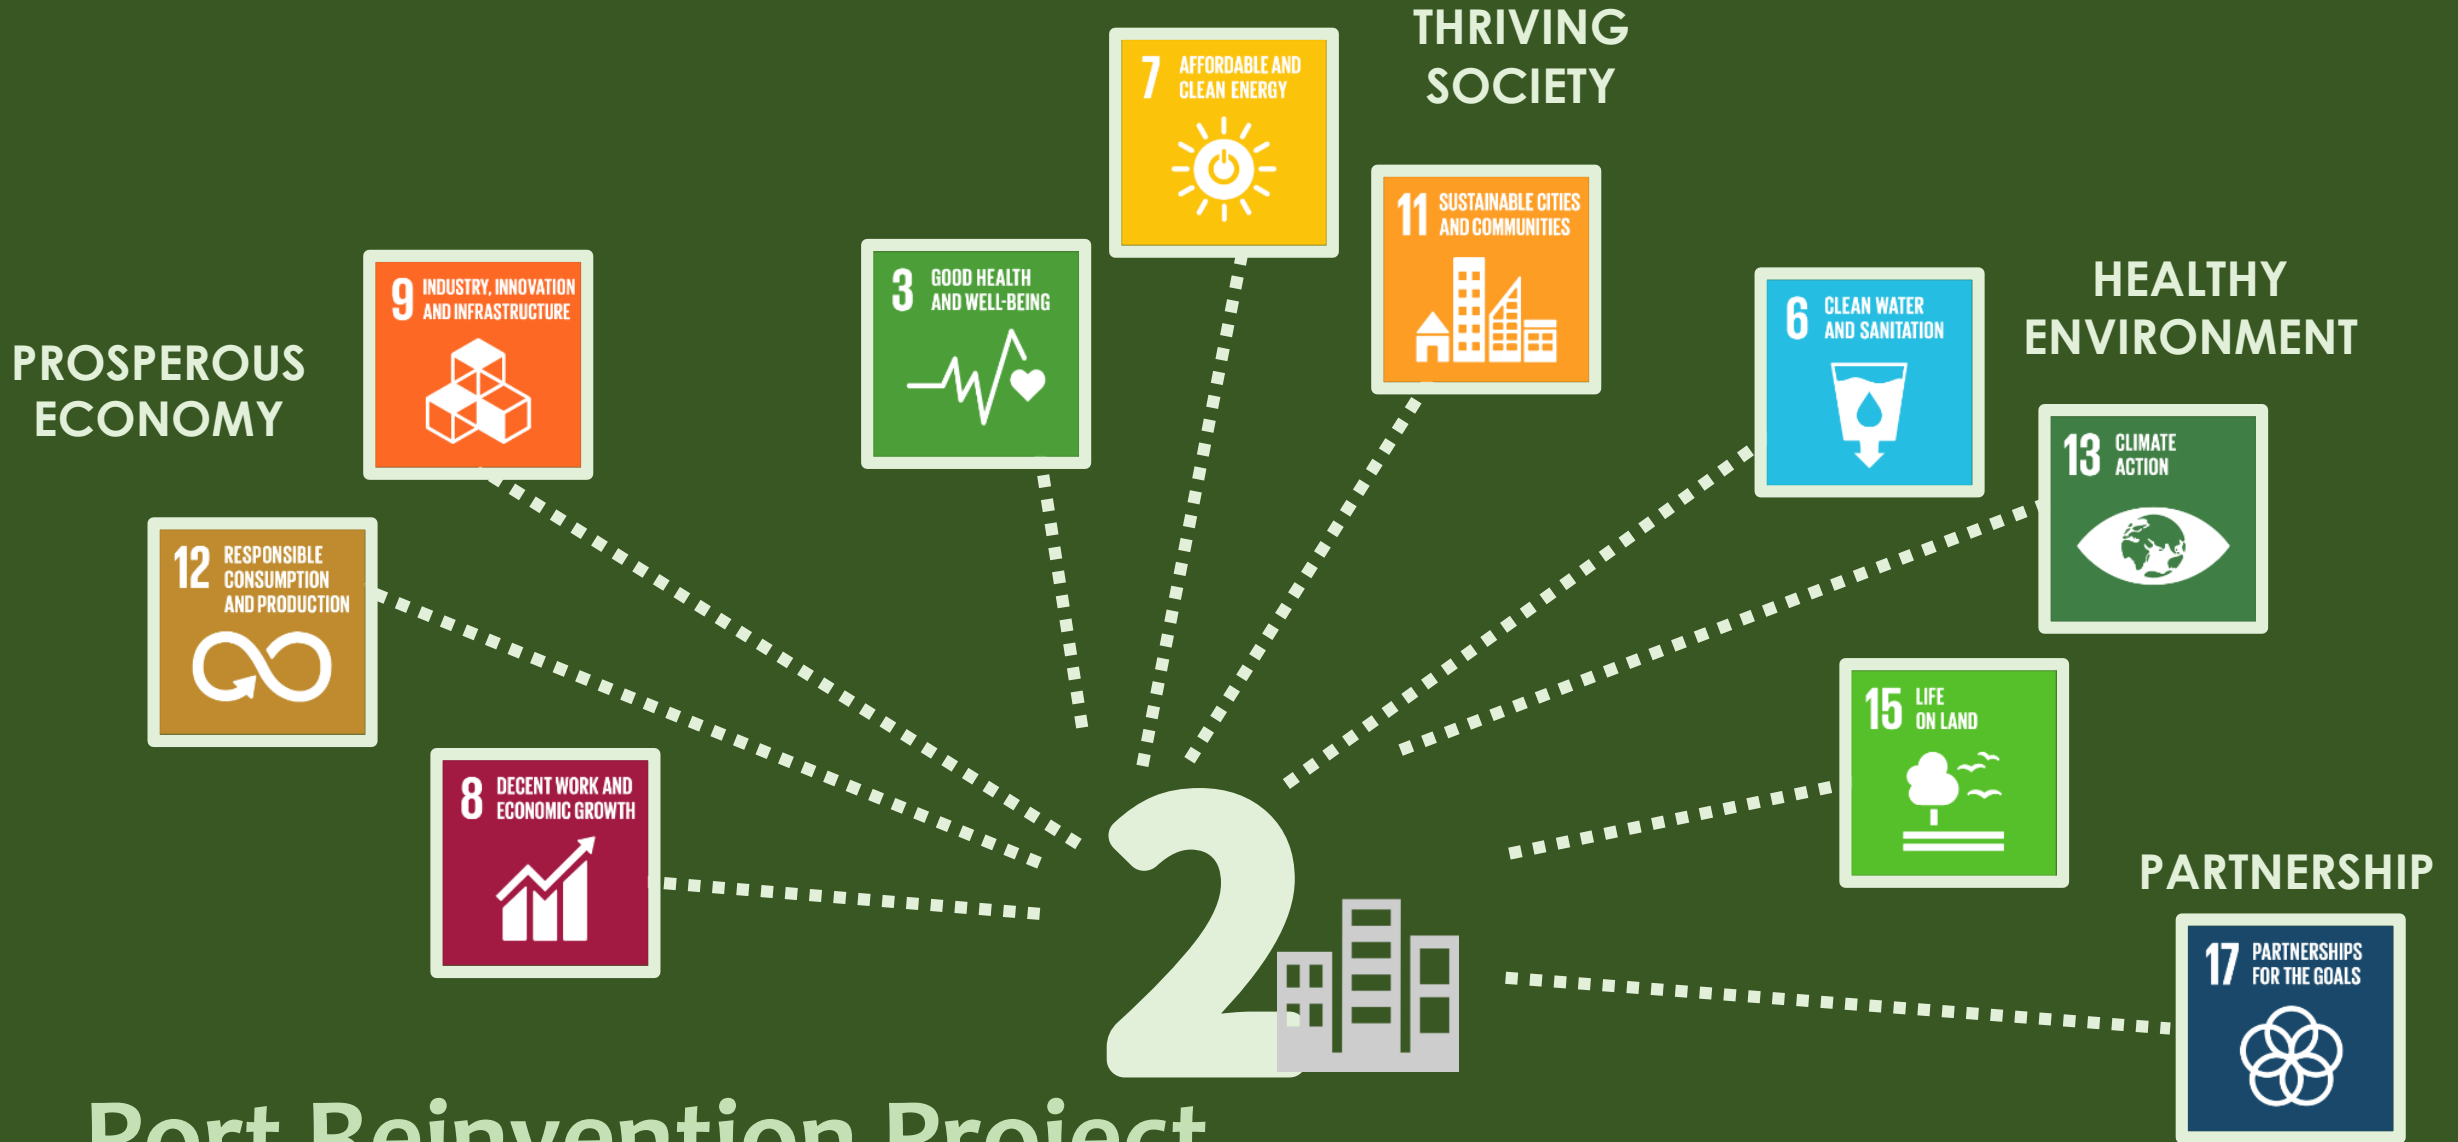 THRIVING
SOCIETY
7 AFFORDABLE AND
CLEAN ENERGY
11 SUSTAINABLE CITIES
AND COMMUNITIES
HEALTHY
ENVIRONMENT
9 INDUSTRY, INNOVATION
AND INFRASTRUCTURE
3 GOOD HEALTH
AND WELL-BEING
6 CLEAN WATER
AND SANITATION
PROSPEROUS
ECONOMY
13 CLIMATE
ACTION
12 RESPONSIBLE
CONSUMPTION
AND PRODUCTION
15 LIFE
ON LAND
8 DECENT WORK AND
ECONOMIC GROWTH
2
PARTNERSHIP
17 PARTNERSHIPS
FOR THE GOALS
Port Reinvention Project